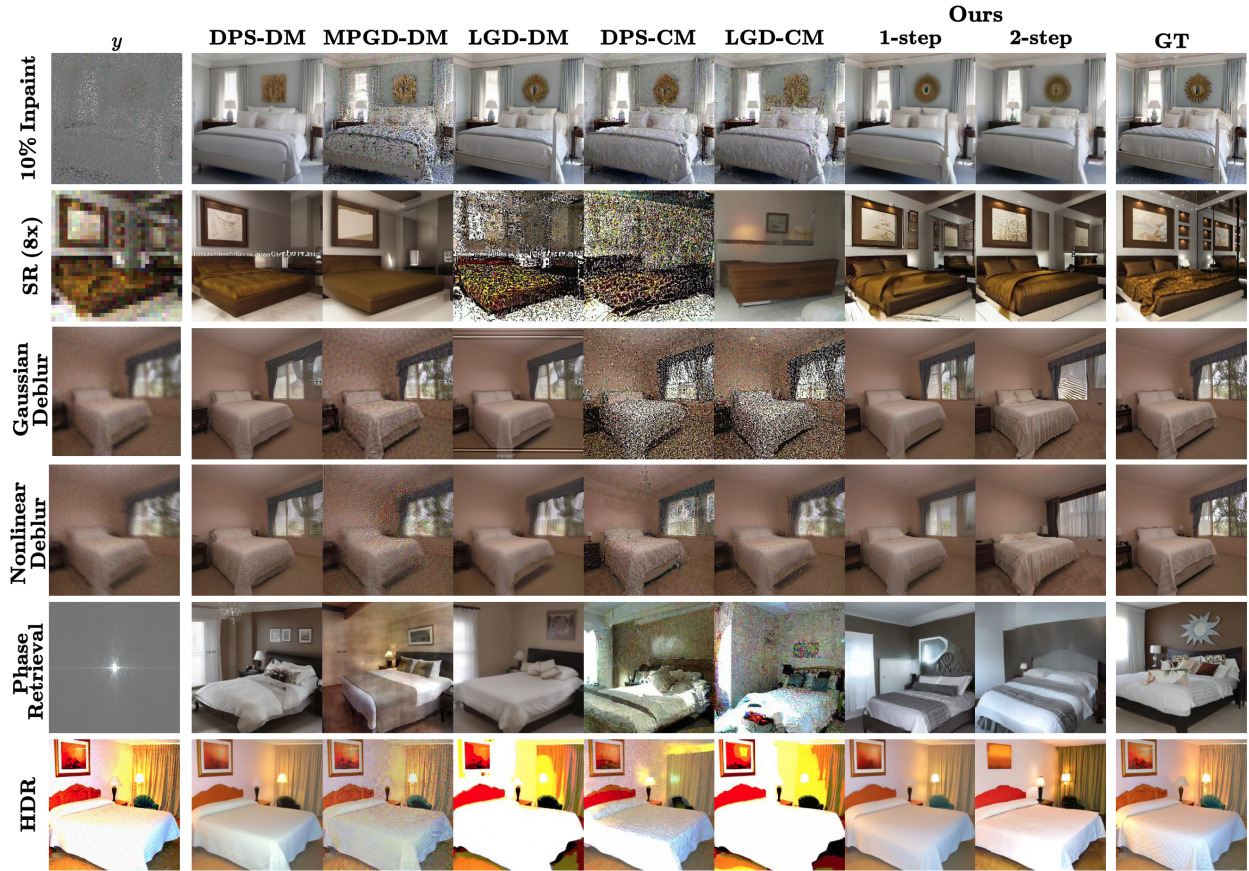 Ours
y
DPS-DM
MPGD-DM
LGD-DM
DPS-CM
LGD-CM
1-step
2-step
GT
10% Inpaint
SR (8x)
Gaussian
Deblur
Nonlinear
Deblur
Phase
Retrieval
HDR